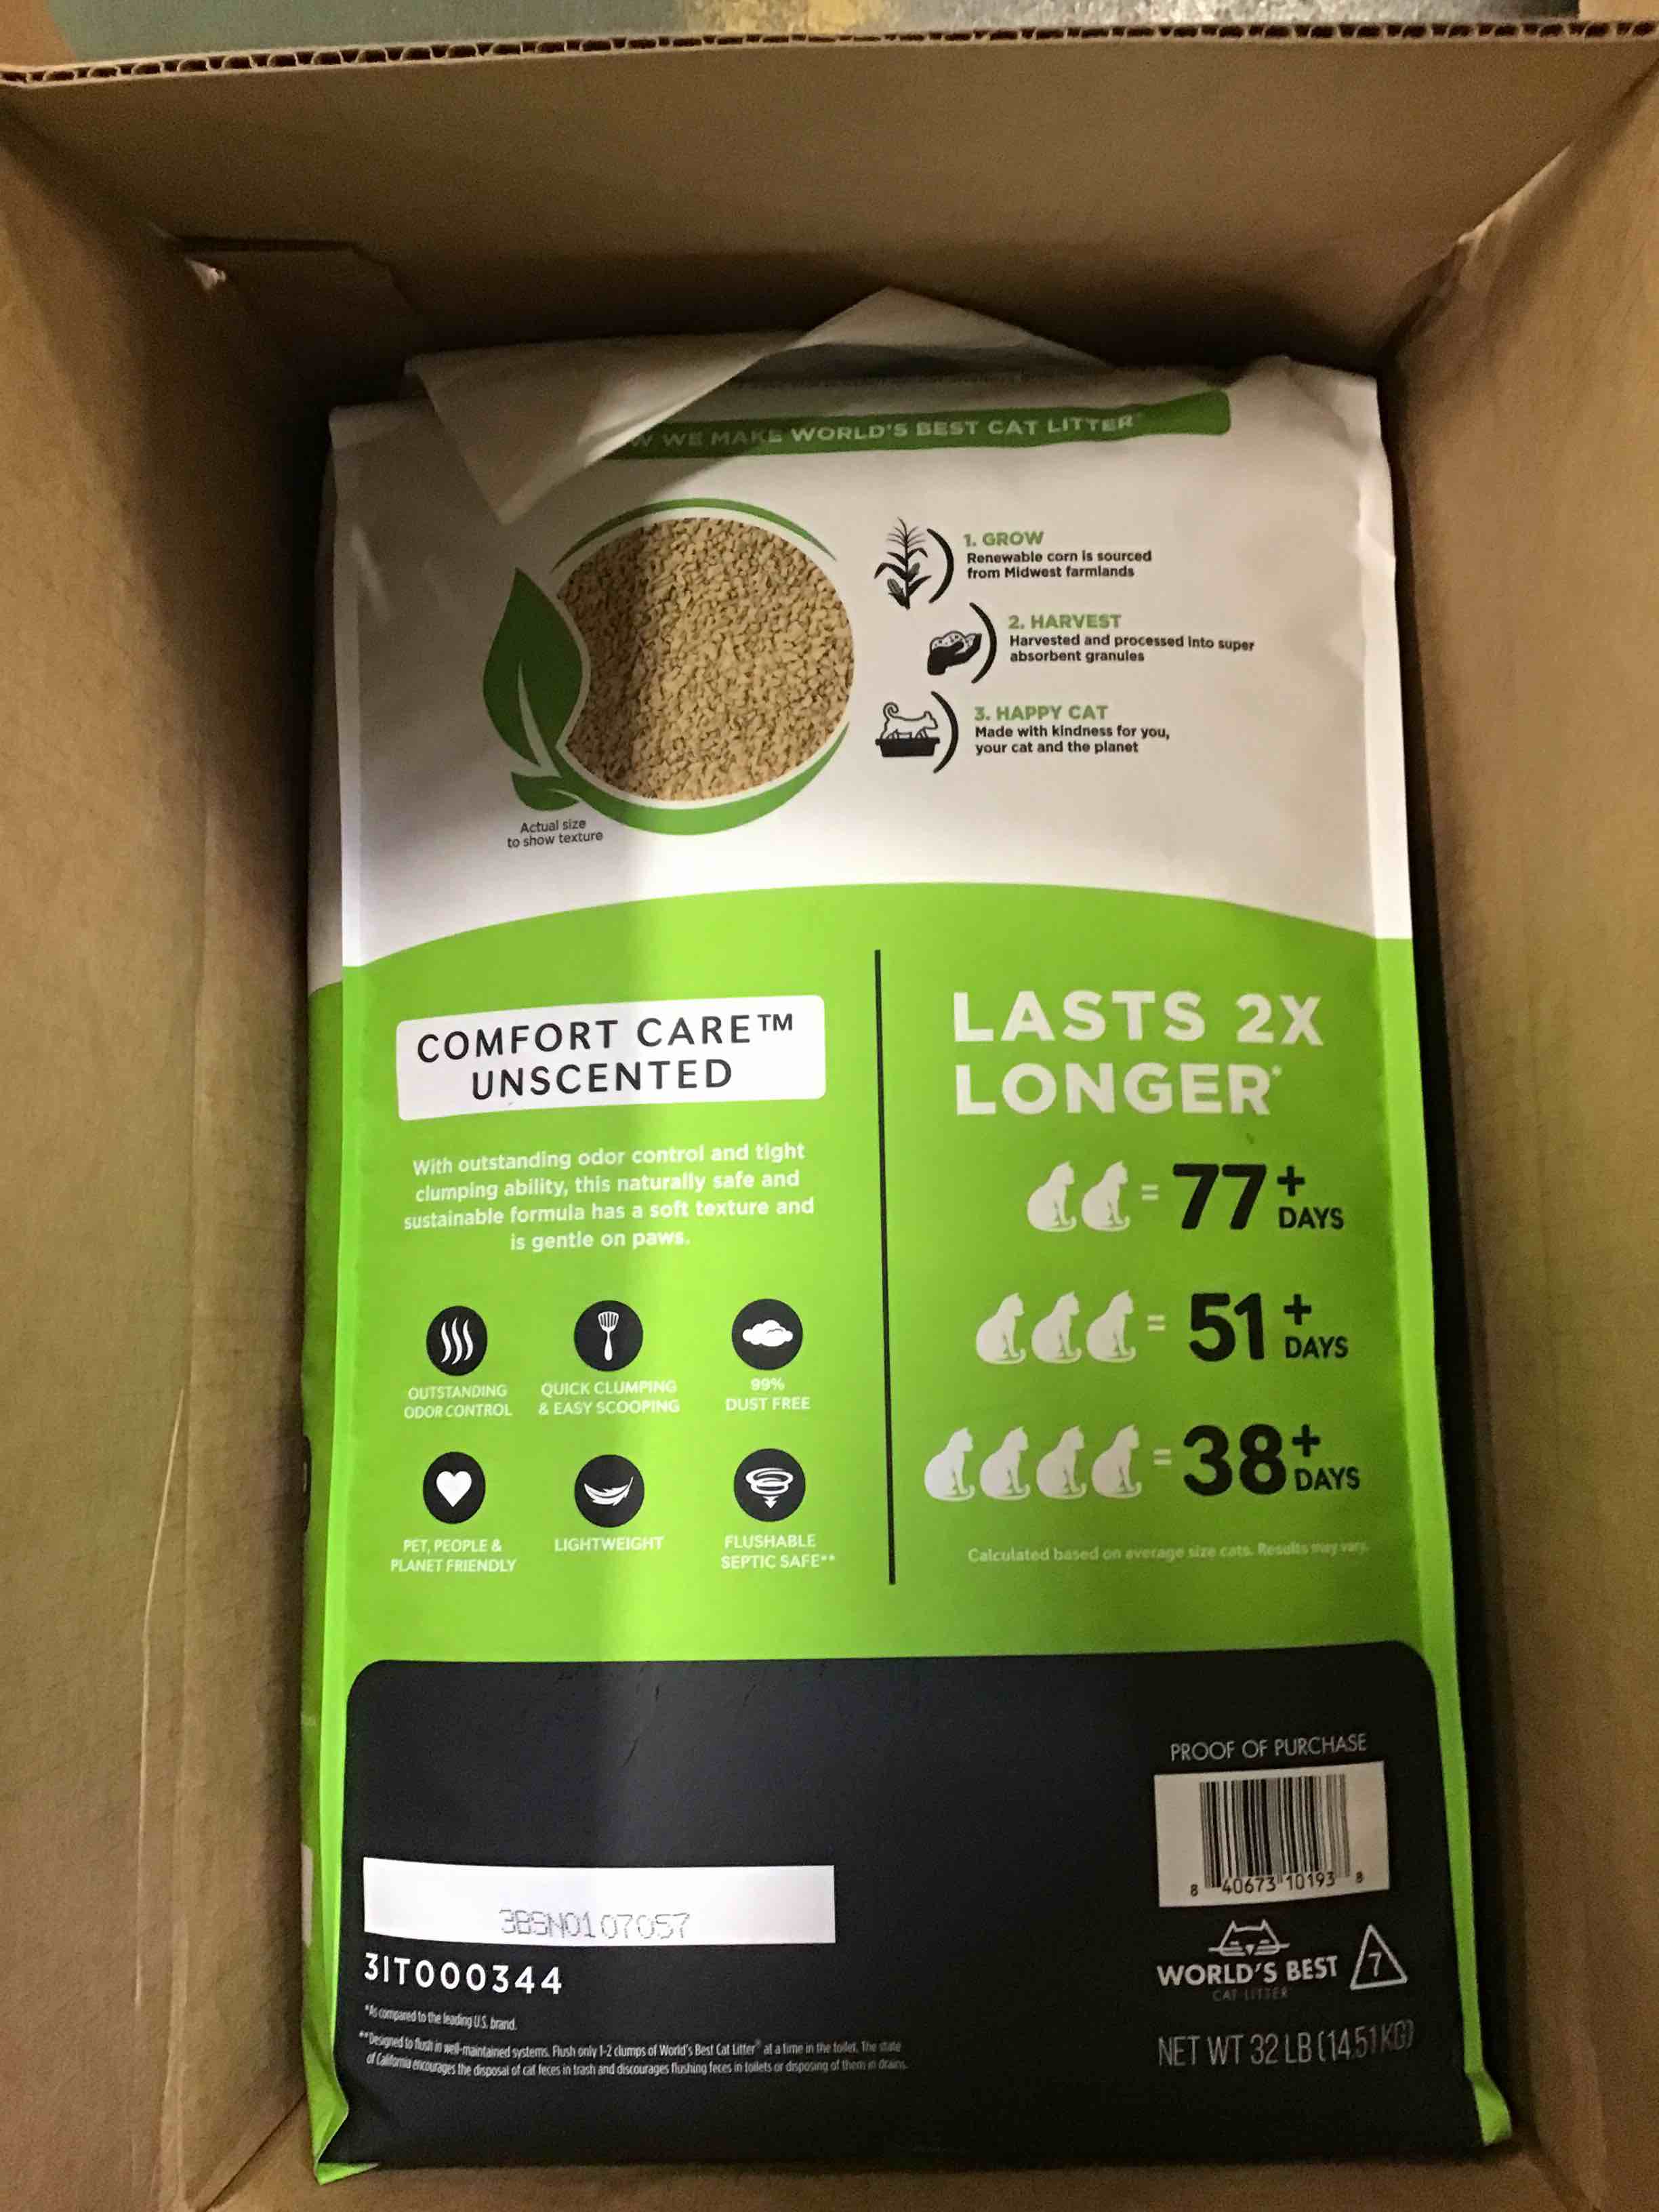 WE MAKE WORLD'S BEST CAT LITTER
1. GROW
Renewable corn is sourced
from Midwest farmlands
2. HARVEST
Harvested and processed into super
absorbent granules
3. HAPPY CAT
Made with kindness for you,
your cat and the planet
Actual size
to show texture
COMFORT CARE™
UNSCENTED
With outstanding odor control and tight
clumping ability, this naturally safe and
sustainable formula has a soft texture and
is gentle on paws.
OUTSTANDING
ODOR CONTROL
QUICK CLUMPING
& EASY SCOOPING
99%
DUST FREE
PET, PEOPLE &
PLANET FRIENDLY
LIGHTWEIGHT
FLUSHABLE
SEPTIC SAFE**
LASTS 2X
LONGER*
= 77+ DAYS
= 51+ DAYS
= 38+ DAYS
Calculated based on average size cats. Results may vary.
PROOF OF PURCHASE
8 40673 10193 8
3BSN0107057
31T000344
*As compared to the leading U.S. brand.
**Designed to flush in well-maintained systems. Flush only 1-2 clumps of World's Best Cat Litter® at a time in the toilet. The state
of California encourages the disposal of cat feces in trash and discourages flushing feces in toilets or disposing of them in drains.
WORLD'S BEST
CAT LITTER
7
NET WT 32 LB (14.51 KG)